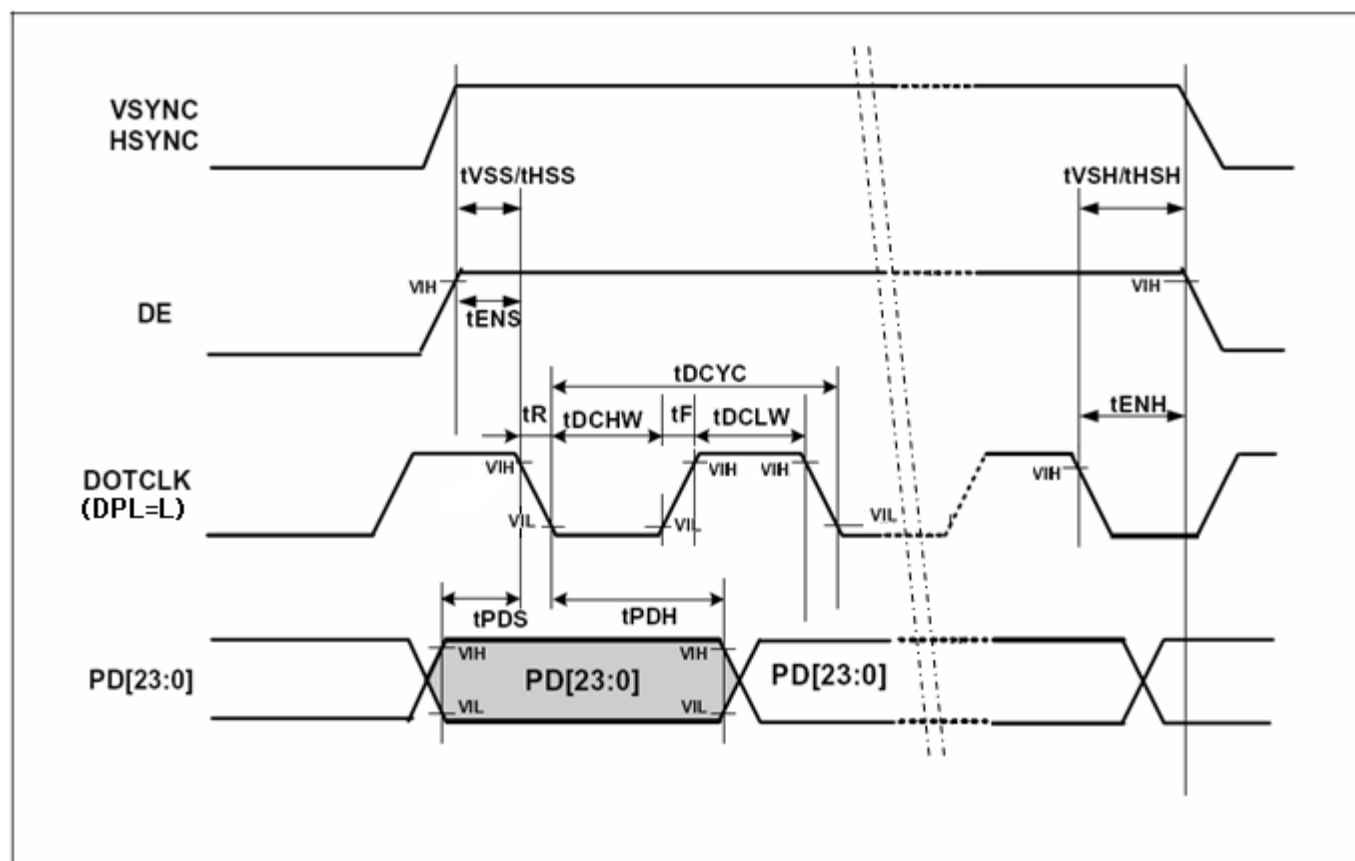 VSYNC
HSYNC
tVSS/tHSS
tVSH/tHSH
VIH
VIH
DE
tENS
tDCYC
tR
tDCHW
tF
tDCLW
tENH
DOTCLK
(DPL=L)
VIH
VIH
VIH
VIH
VIL
VIL
VIL
tPDS
tPDH
PD[23:0]
VIH
VIH
PD[23:0]
PD[23:0]
VIL
VIL